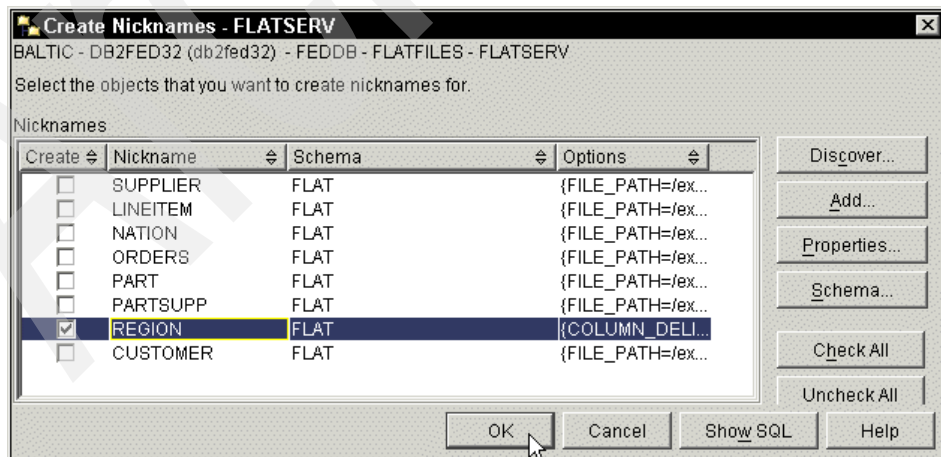 Create Nicknames - FLATSERV
BALTIC - DB2FED32 (db2fed32) - FEDDB - FLATFILES - FLATSERV
Select the objects that you want to create nicknames for.
Nicknames
Create Nickname Schema Options
SUPPLIER FLAT {FILE_PATH=/ex...
LINEITEM FLAT {FILE_PATH=/ex...
NATION FLAT {FILE_PATH=/ex...
ORDERS FLAT {FILE_PATH=/ex...
PART FLAT {FILE_PATH=/ex...
PARTSUPP FLAT {FILE_PATH=/ex...
REGION FLAT {COLUMN_DELI...
CUSTOMER FLAT {FILE_PATH=/ex...
Discover...
Add...
Properties...
Schema...
Check All
Uncheck All
OK Cancel Show SQL Help